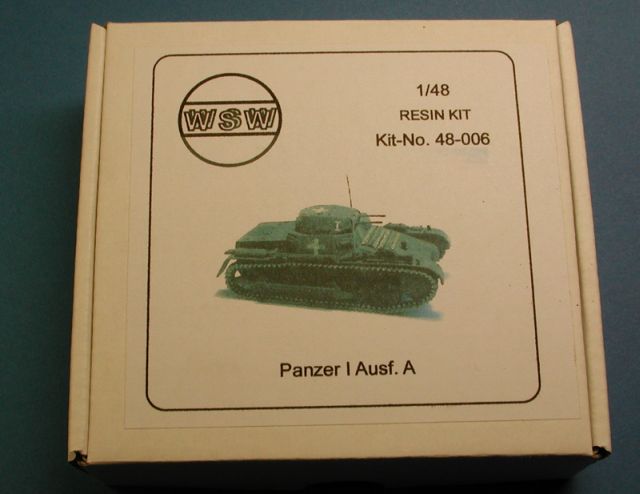 WSW
1/48
RESIN KIT
Kit-No. 48-006
Panzer I Ausf. A